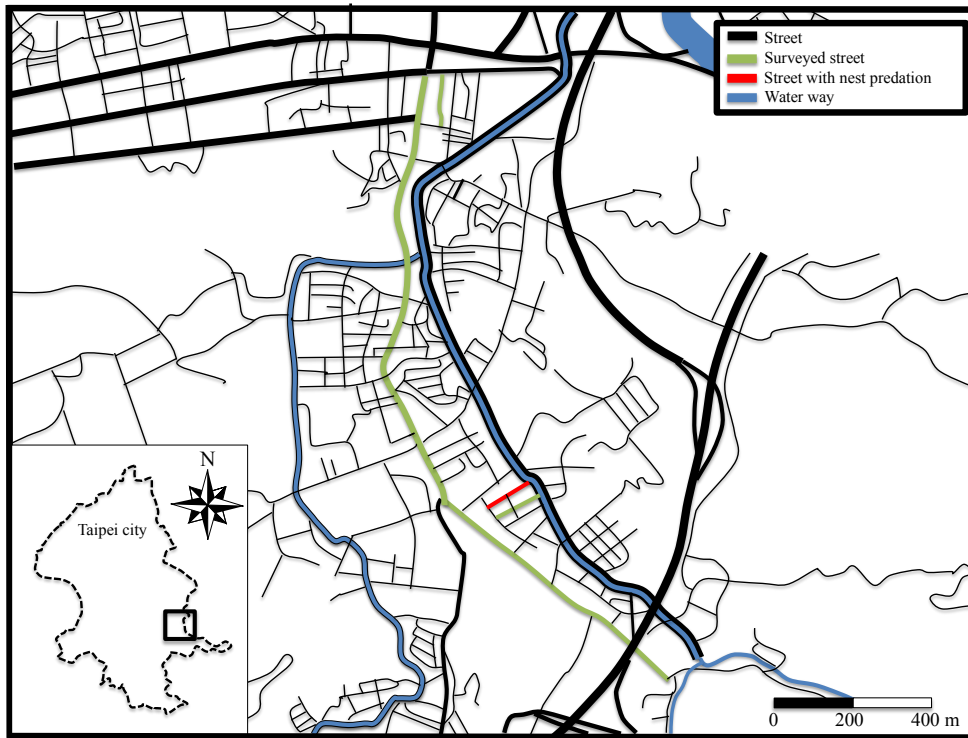 Street
Surveyed street
Street with nest predation
Water way
N
Taipei city
0 200 400 m